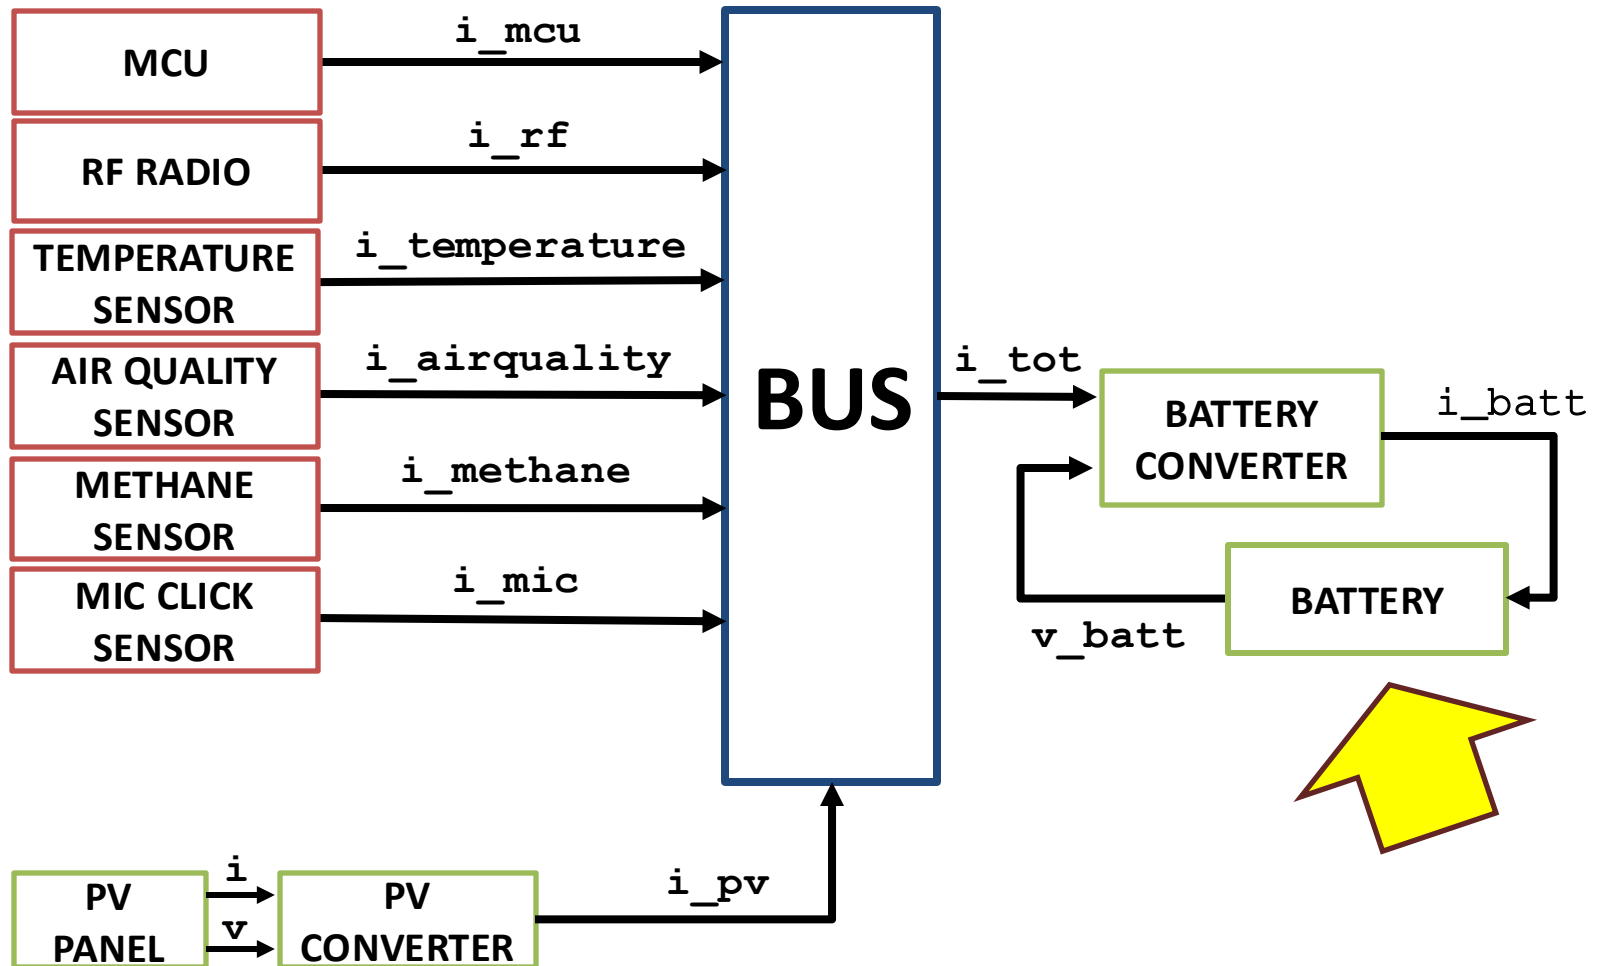 MCU
i_mcu
RF RADIO
i_rf
TEMPERATURE
SENSOR
i_temperature
AIR QUALITY
SENSOR
i_airquality
METHANE
SENSOR
i_methane
MIC CLICK
SENSOR
i_mic
BUS
i_tot
BATTERY
CONVERTER
i_batt
BATTERY
v_batt
PV
PANEL
i
v
PV
CONVERTER
i_pv